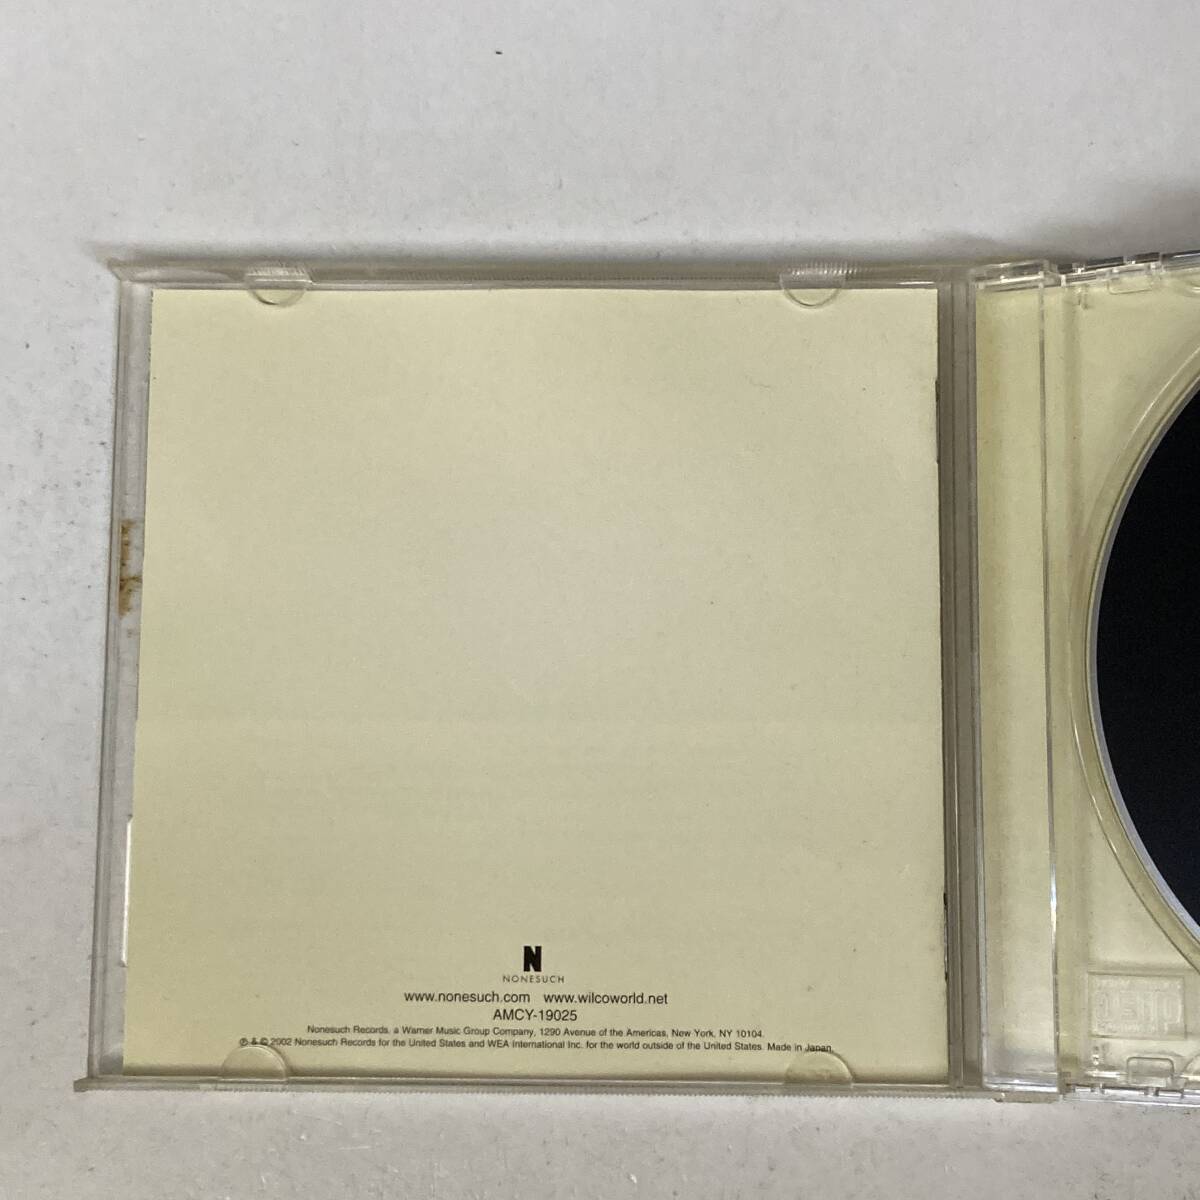 N
NONESUCH
www.nonesuch.com www.wilcoworld.net
AMCY-19025
Nonesuch Records, a Warner Music Group Company, 1290 Avenue of the Americas, New York, NY 10104.
℗ & © 2002 Nonesuch Records for the United States and WEA International Inc. for the world outside of the United States. Made in Japan.